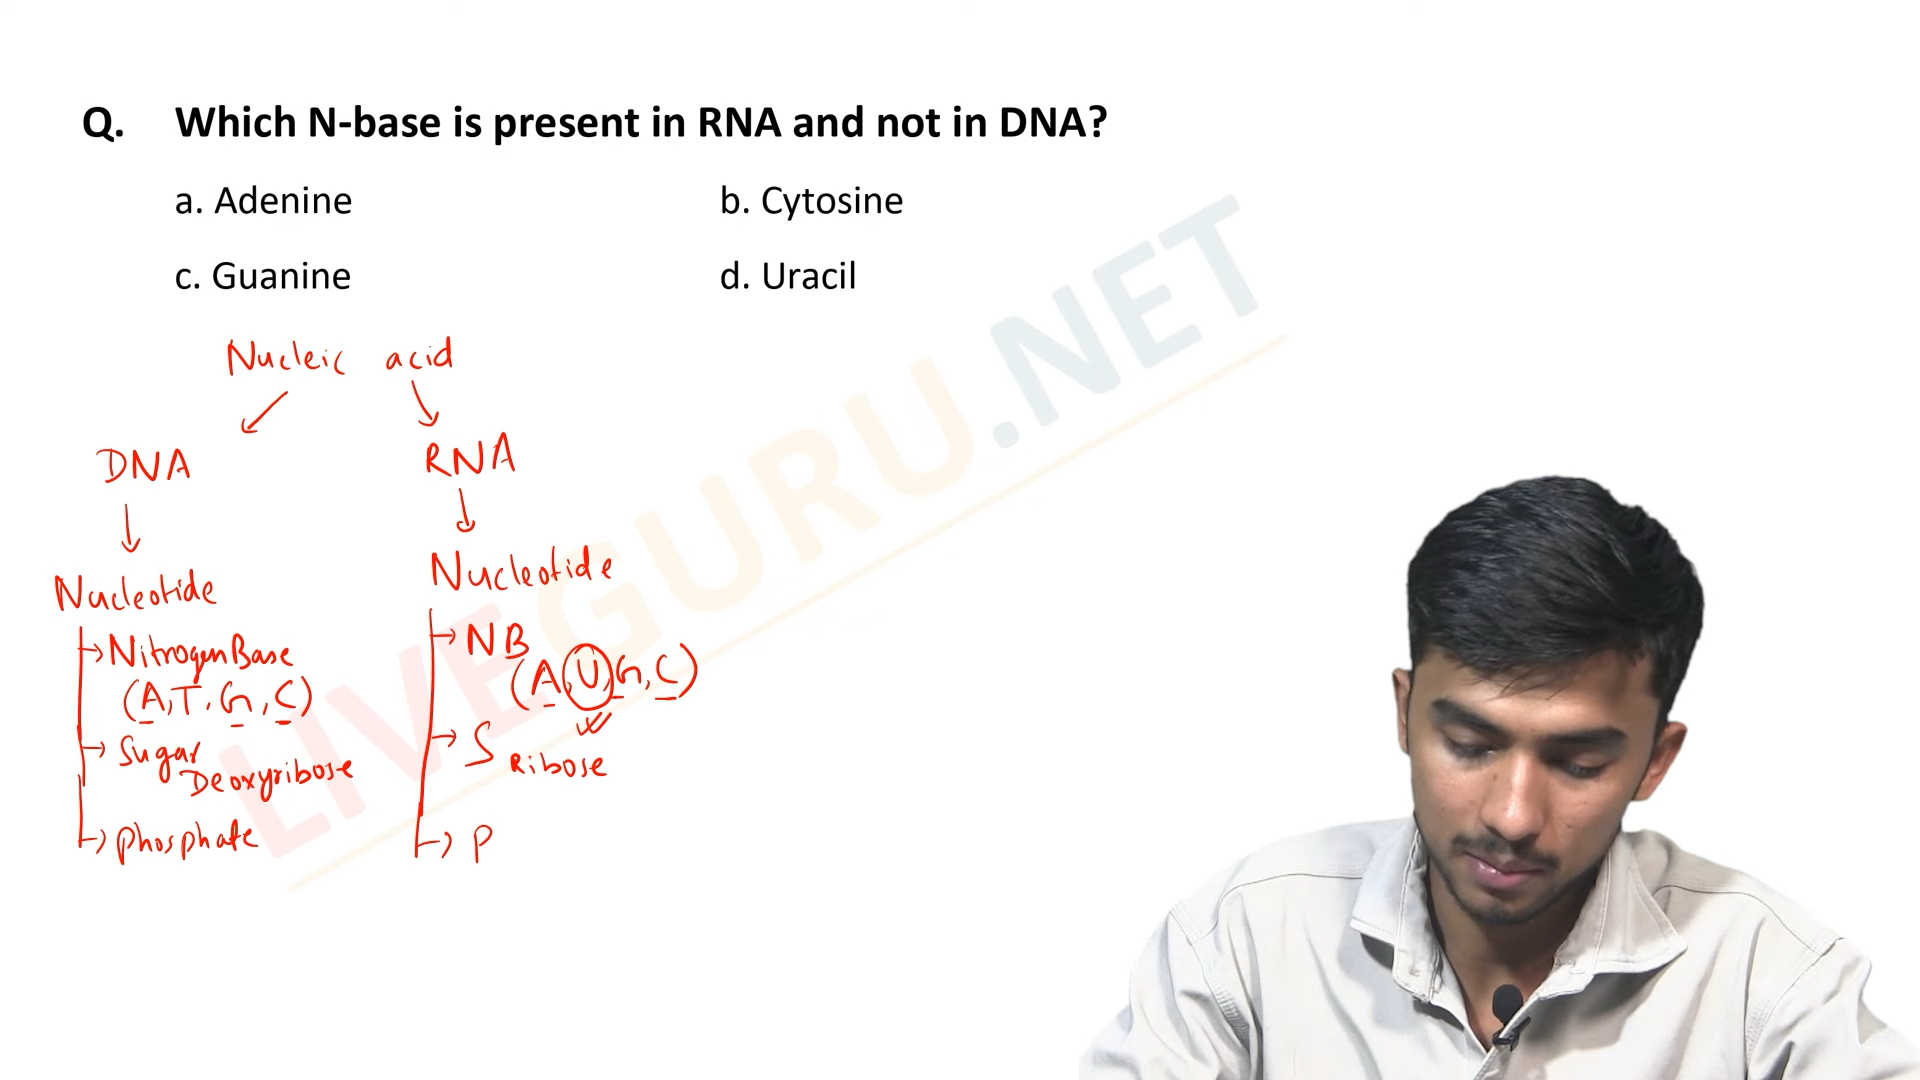 Q. Which N-base is present in RNA and not in DNA?
a. Adenine b. Cytosine
c. Guanine d. Uracil
Nucleic acid
DNA RNA
Nucleotide Nucleotide
Nitrogen Base NB
(A, T, G, C) (A, U, G, C)
Sugar S
Deoxyribose Ribose
Phosphate P
LIVEGURU.NET